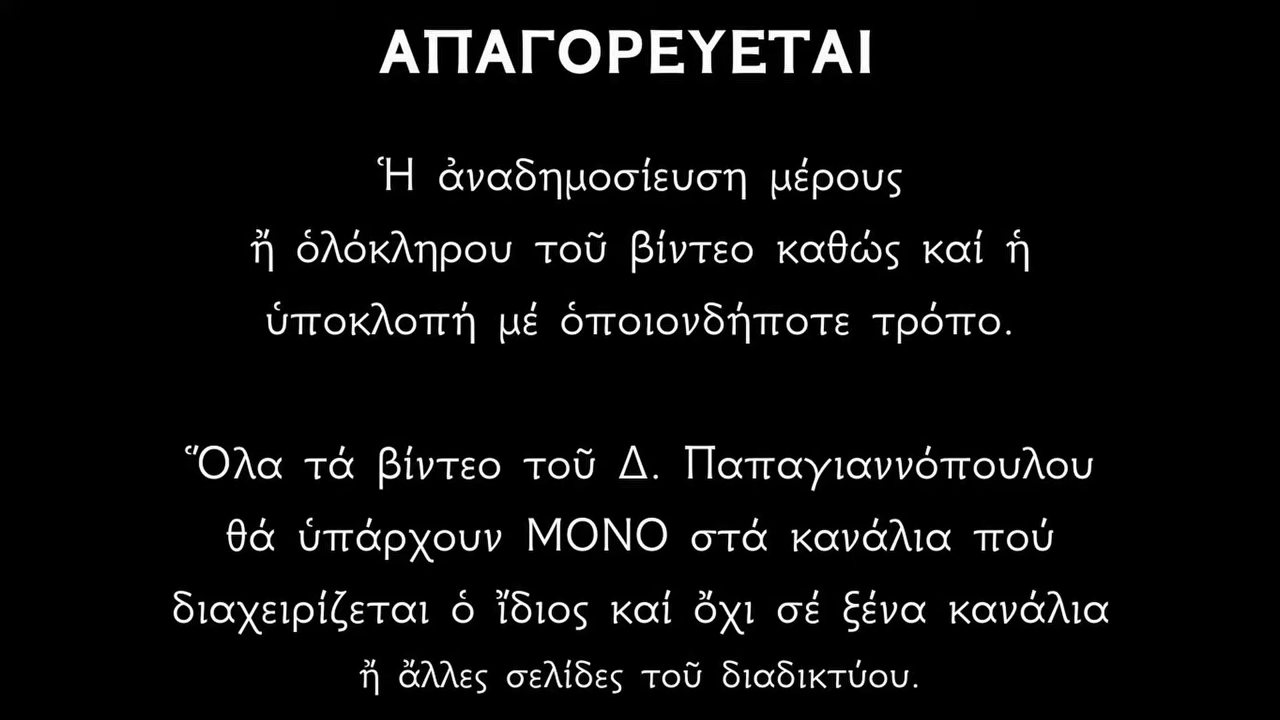 ΑΠΑΓΟΡΕΥΕΤΑΙ
Ἡ ἀναδημοσίευση μέρους
ἤ ὁλόκληρου τοῦ βίντεο καθώς καί ἡ
ὑποκλοπή μέ ὁποιονδήποτε τρόπο.
Ὅλα τά βίντεο τοῦ Δ. Παπαγιαννόπουλου
θά ὑπάρχουν ΜΟΝΟ στά κανάλια πού
διαχειρίζεται ὁ ἴδιος καί ὄχι σέ ξένα κανάλια
ἤ ἄλλες σελίδες τοῦ διαδικτύου.